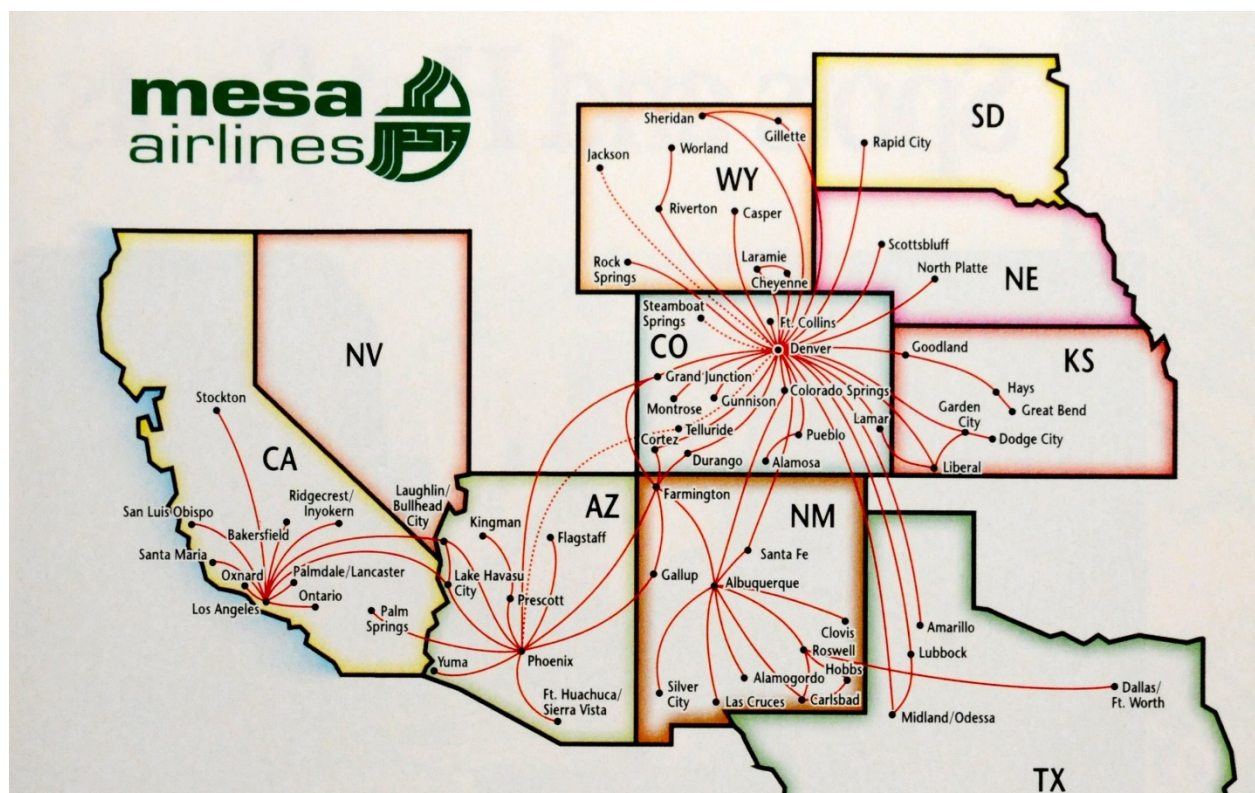 mesa
airlines
SD
Sheridan
Gillette
Rapid City
Jackson
Worland
WY
Riverton
Casper
Scottsbluff
Rock
Springs
Laramie
Cheyenne
North Platte
NE
Steamboat
Springs
Ft. Collins
NV
CO
Denver
Goodland
KS
Grand Junction
Colorado Springs
Hays
Stockton
Montrose
Gunnison
Garden
City
Great Bend
Lamar
Telluride
Cortez
Pueblo
Dodge City
CA
Durango
Alamosa
Liberal
Ridgecrest/
Inyokern
Laughlin/
Bullhead
City
Farmington
AZ
NM
San Luis Obispo
Bakersfield
Kingman
Flagstaff
Santa Maria
Santa Fe
Oxnard
Palmdale/Lancaster
Lake Havasu
City
Gallup
Albuquerque
Los Angeles
Ontario
Prescott
Palm
Springs
Clovis
Amarillo
Roswell
Lubbock
Yuma
Phoenix
Hobbs
Alamogordo
Ft. Huachuca/
Sierra Vista
Silver
City
Las Cruces
Carlsbad
Dallas/
Ft. Worth
Midland/Odessa
TX